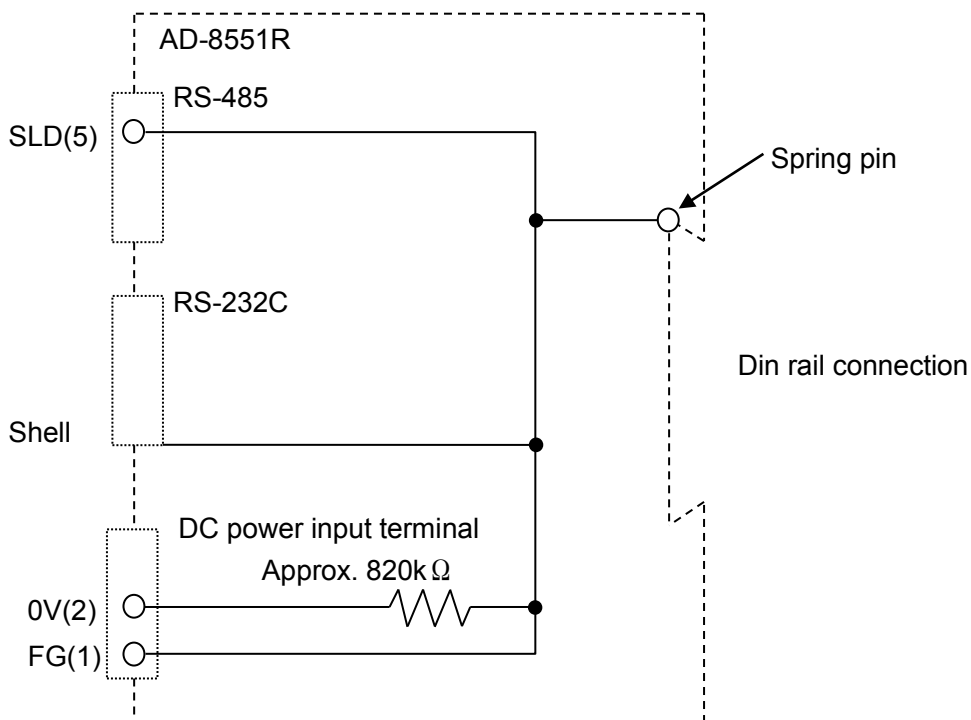 AD-8551R
RS-485
SLD(5)
Spring pin
RS-232C
Din rail connection
Shell
DC power input terminal
Approx. 820kΩ
0V(2)
FG(1)